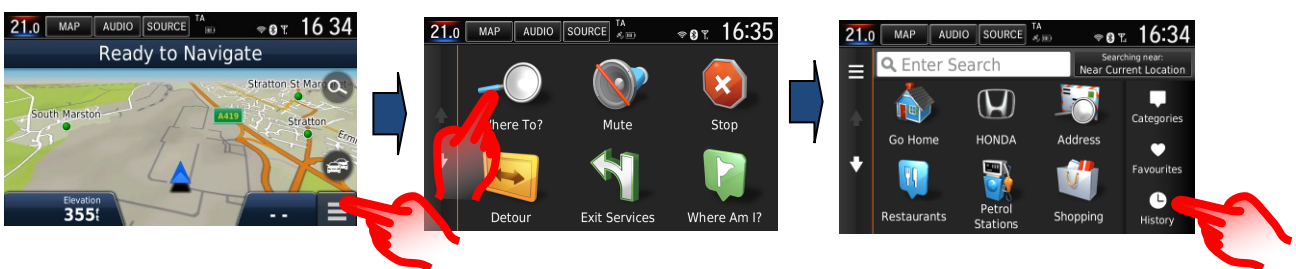 21.0 MAP AUDIO SOURCE TA 16 34
Ready to Navigate
Stratton St
South Marston
A419
Stratton
Elevation
355
- -
21.0 MAP AUDIO SOURCE TA 16:35
Where To? Mute Stop
Detour Exit Services Where Am I?
21.0 MAP AUDIO SOURCE TA 16:34
Enter Search
Searching near:
Near Current Location
Go Home HONDA Address
Categories
Favourites
Restaurants Petrol Stations Shopping
History